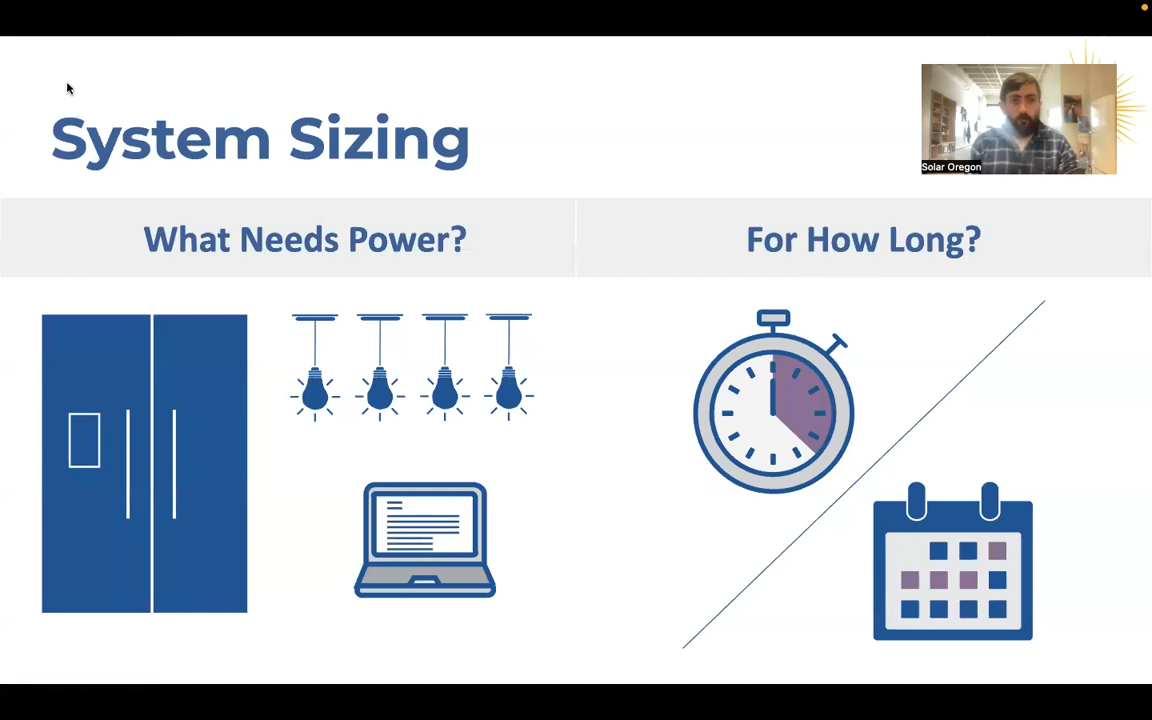 System Sizing
Solar Oregon
What Needs Power?
For How Long?